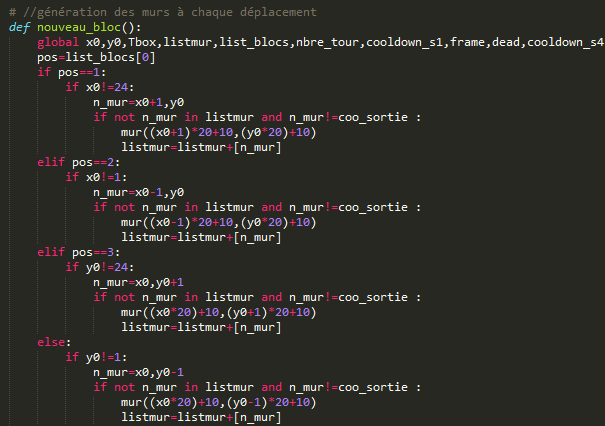 # //génération des murs à chaque déplacement
def nouveau_bloc():
    global x0,y0,Tbox,listmur,list_blocs,nbre_tour,cooldown_s1,frame,dead,cooldown_s4
    pos=list_blocs[0]
    if pos==1:
        if x0!=24:
            n_mur=x0+1,y0
            if not n_mur in listmur and n_mur!=coo_sortie :
                mur((x0+1)*20+10,(y0*20)+10)
                listmur=listmur+[n_mur]
    elif pos==2:
        if x0!=1:
            n_mur=x0-1,y0
            if not n_mur in listmur and n_mur!=coo_sortie :
                mur((x0-1)*20+10,(y0*20)+10)
                listmur=listmur+[n_mur]
    elif pos==3:
        if y0!=24:
            n_mur=x0,y0+1
            if not n_mur in listmur and n_mur!=coo_sortie :
                mur((x0*20)+10,(y0+1)*20+10)
                listmur=listmur+[n_mur]
    else:
        if y0!=1:
            n_mur=x0,y0-1
            if not n_mur in listmur and n_mur!=coo_sortie :
                mur((x0*20)+10,(y0-1)*20+10)
                listmur=listmur+[n_mur]